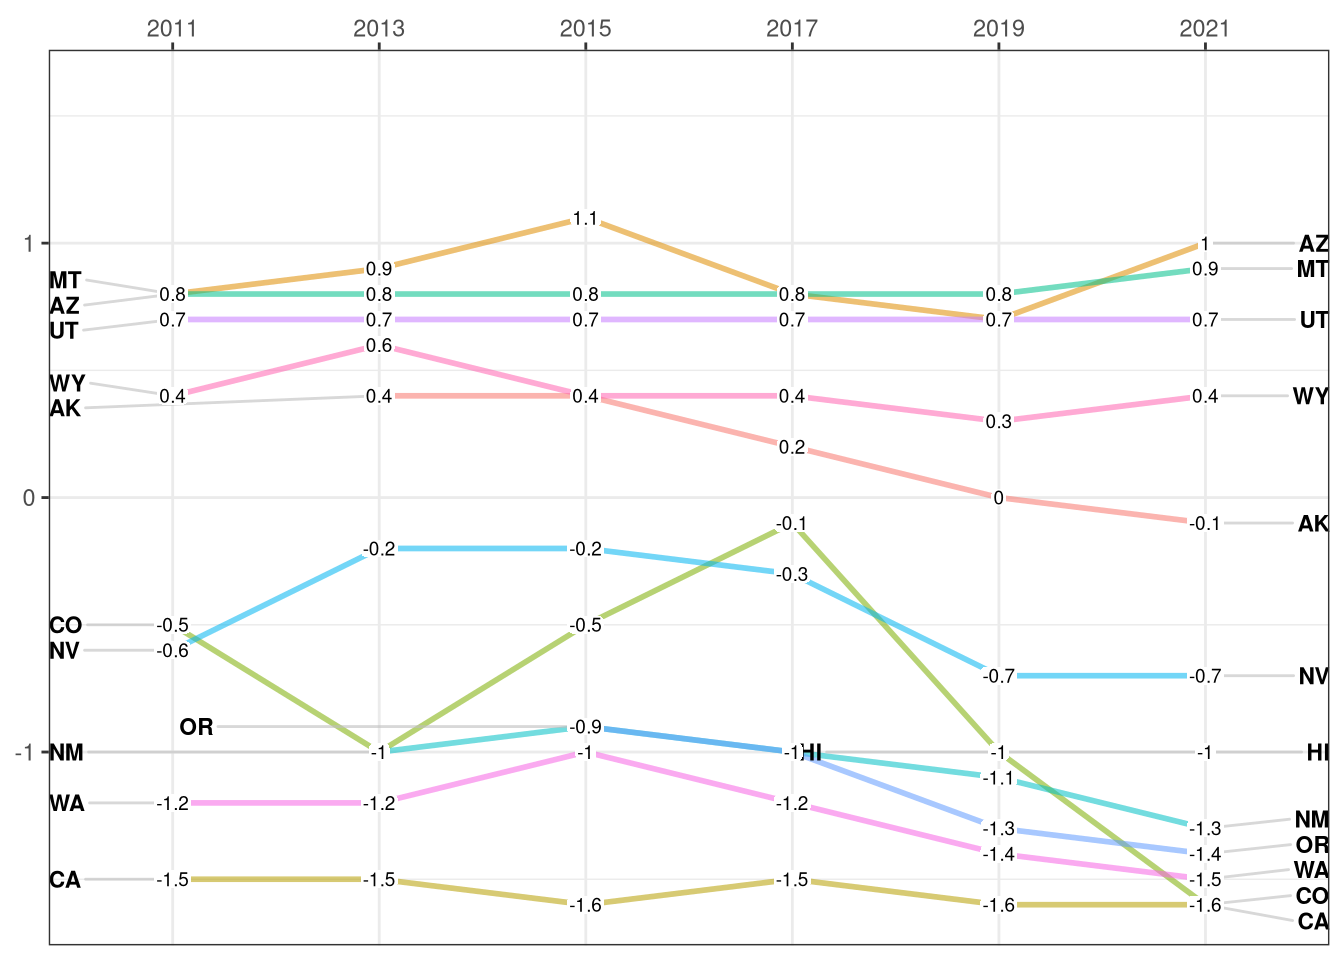 2011 2013 2015 2017 2019 2021
1.1
1 1 AZ
0.9 0.9 MT
MT
0.8 0.8 0.8 0.8 0.8
AZ
UT 0.7 0.7 0.7 0.7 0.7 0.7 UT
0.6
WY 0.4 0.4 0.4 0.4 0.4 WY
AK
0.3
0.2
0 0
-0.1 -0.1 AK
-0.2 -0.2
-0.3
CO -0.5 -0.5
NV -0.6
-0.7 -0.7 NV
OR -0.9
-1 NM -1 -1 -1 HI -1 -1 HI
-1.1
WA -1.2 -1.2 -1.2
-1.3 -1.3 NM
-1.4 -1.4 OR
CA -1.5 -1.5 -1.5 -1.5 WA
-1.6 -1.6 -1.6 CO
CA